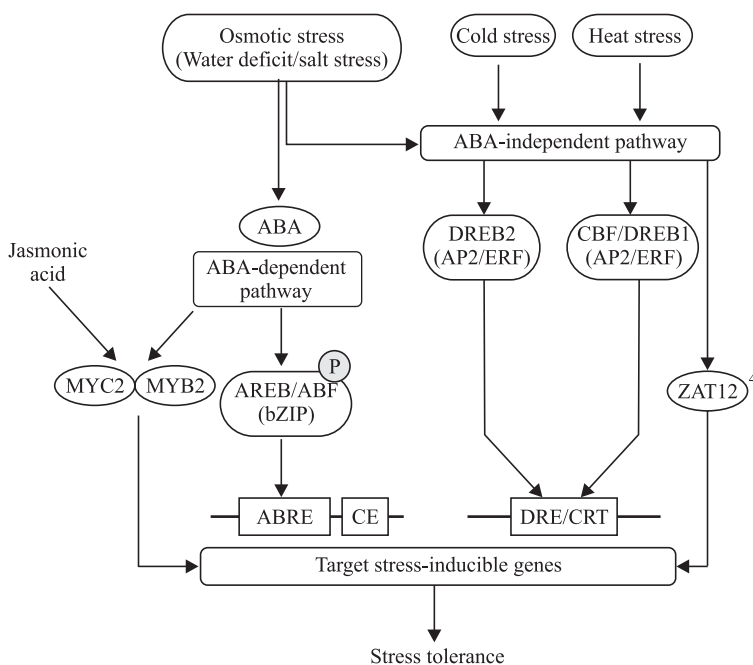 Osmotic stress
(Water deficit/salt stress)
Cold stress
Heat stress
ABA-independent pathway
ABA
DREB2
(AP2/ERF)
CBF/DREB1
(AP2/ERF)
Jasmonic
acid
ABA-dependent
pathway
P
MYC2
MYB2
AREB/ABF
(bZIP)
ZAT12
ABRE
CE
DRE/CRT
Target stress-inducible genes
Stress tolerance